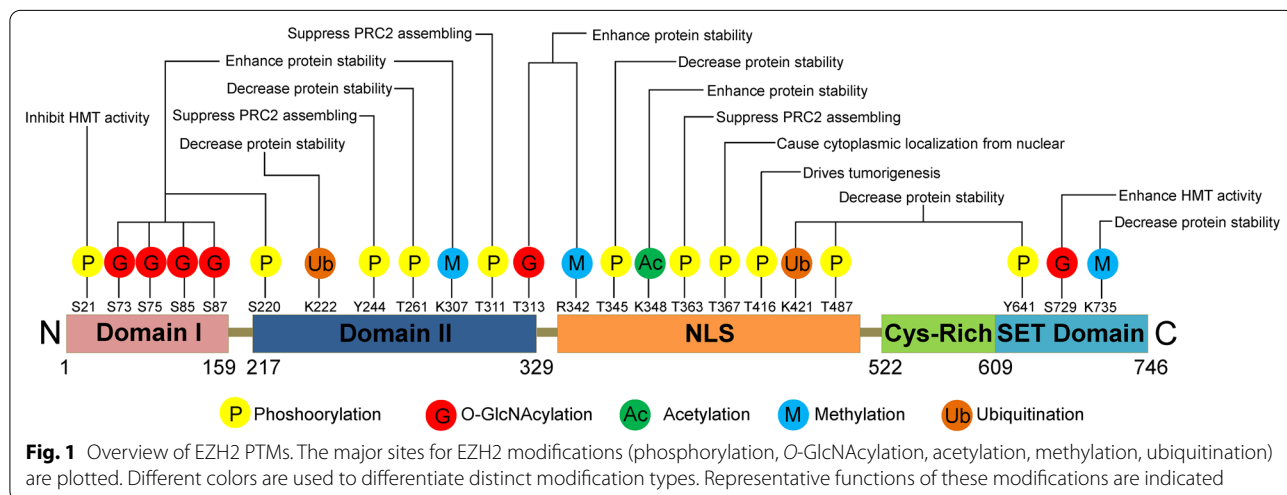 Suppress PRC2 assembling
Enhance protein stability
Enhance protein stability
Decrease protein stability
Decrease protein stability
Enhance protein stability
Inhibit HMT activity
Suppress PRC2 assembling
Suppress PRC2 assembling
Decrease protein stability
Cause cytoplasmic localization from nuclear
Drives tumorigenesis
Decrease protein stability
Enhance HMT activity
Decrease protein stability
P G G G G P Ub P P M P G M P Ac P P P Ub P P G M
S21 S73 S75 S85 S87 S220 K222 Y244 T261 K307 T311 T313 R342 T345 K348 T363 T367 T416 K421 T487 Y641 S729 K735
N Domain I Domain II NLS Cys-Rich SET Domain C
1 159 217 329 522 609 746
P Phoshoorylation G O-GlcNAcylation Ac Acetylation M Methylation Ub Ubiquitination
Fig. 1 Overview of EZH2 PTMs. The major sites for EZH2 modifications (phosphorylation, O-GlcNAcylation, acetylation, methylation, ubiquitination)
are plotted. Different colors are used to differentiate distinct modification types. Representative functions of these modifications are indicated